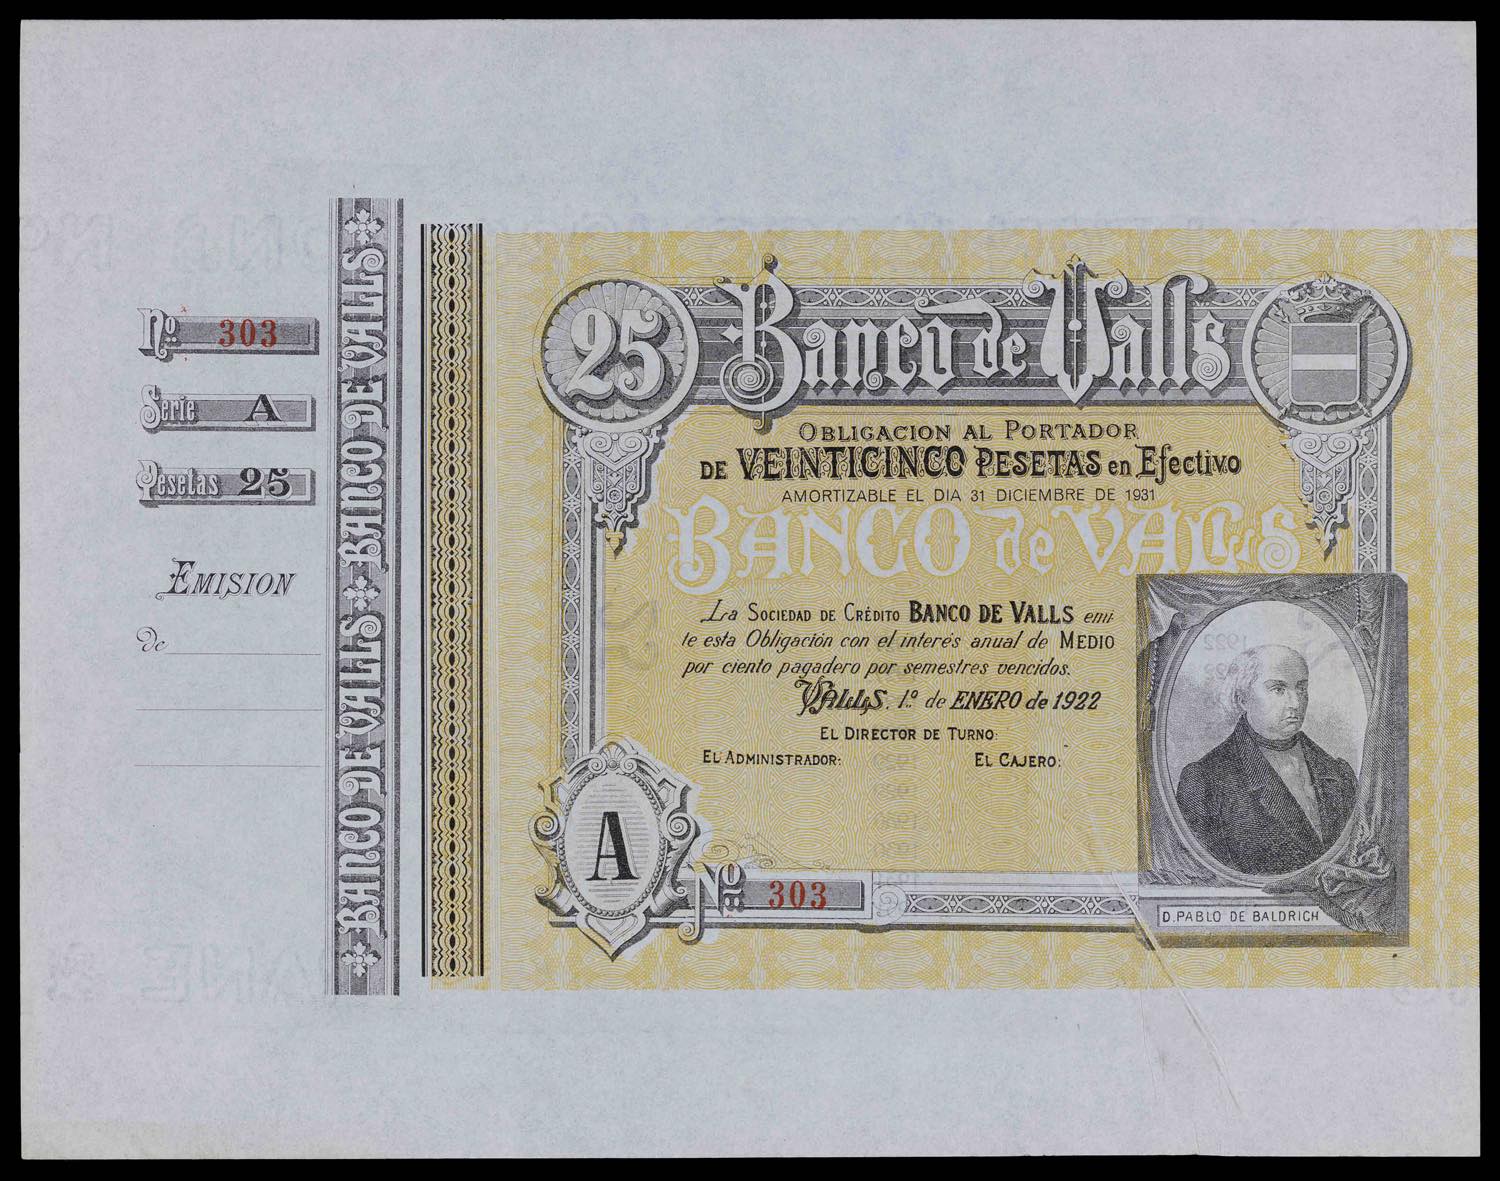 Nº 303
Serie A
Pesetas 25
EMISION
de
BANCO DE VALLS BANCO DE VALLS BANCO DE VALLS
25 Banco de Valls
OBLIGACION AL PORTADOR
DE VEINTICINCO PESETAS en Efectivo
AMORTIZABLE EL DIA 31 DICIEMBRE DE 1931
BANCO de VALLS
La SOCIEDAD DE CRÉDITO BANCO DE VALLS emi-
te esta Obligación con el interés anual de MEDIO
por ciento pagadero por semestres vencidos.
VALLS, 1º de ENERO de 1922
EL DIRECTOR DE TURNO:
EL ADMINISTRADOR: EL CAJERO:
A
Nº 303
D. PABLO DE BALDRICH